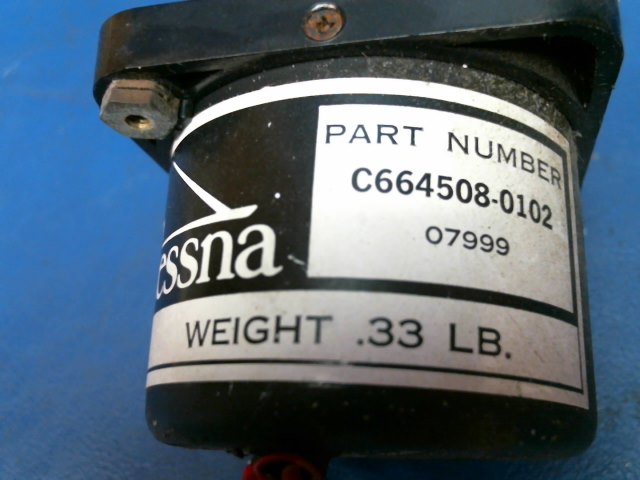 PART NUMBER
C664508-0102
07999
essna
WEIGHT .33 LB.